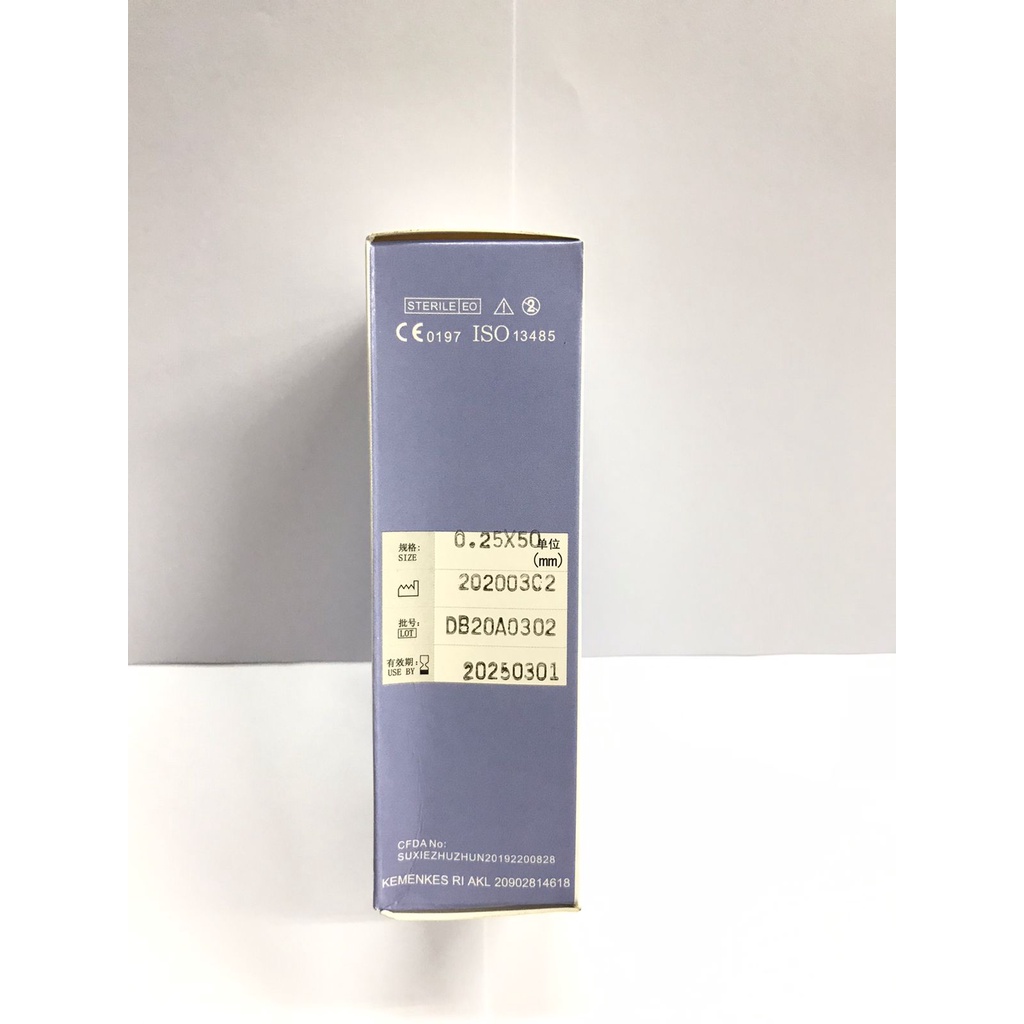 STERILE EO
CE 0197 ISO 13485
规格: 0.25X50 单位
SIZE (mm)
202003C2
批号: DB20A0302
LOT
有效期: 20250301
USE BY
CFDA No:
SUXIEZHUZHUN20192200828
KEMENKES RI AKL 20902814618